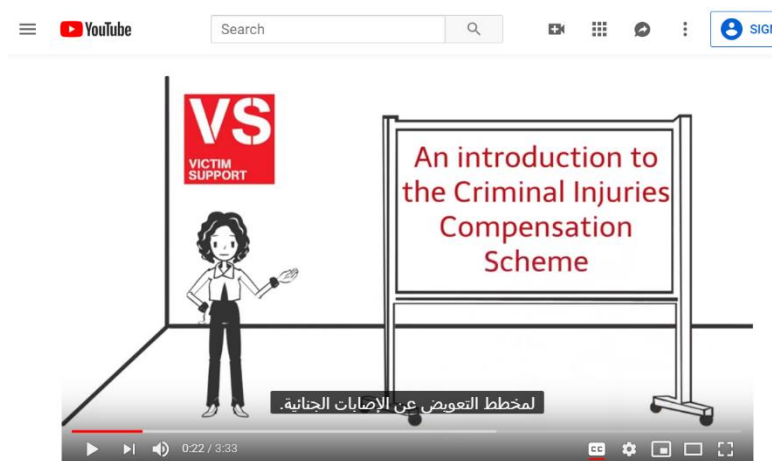 YouTube
Search
SIGN
VS
VICTIM
SUPPORT
An introduction to
the Criminal Injuries
Compensation
Scheme
لمخطط التعويض عن الإصابات الجنائية.
0:22 / 3:33
CC